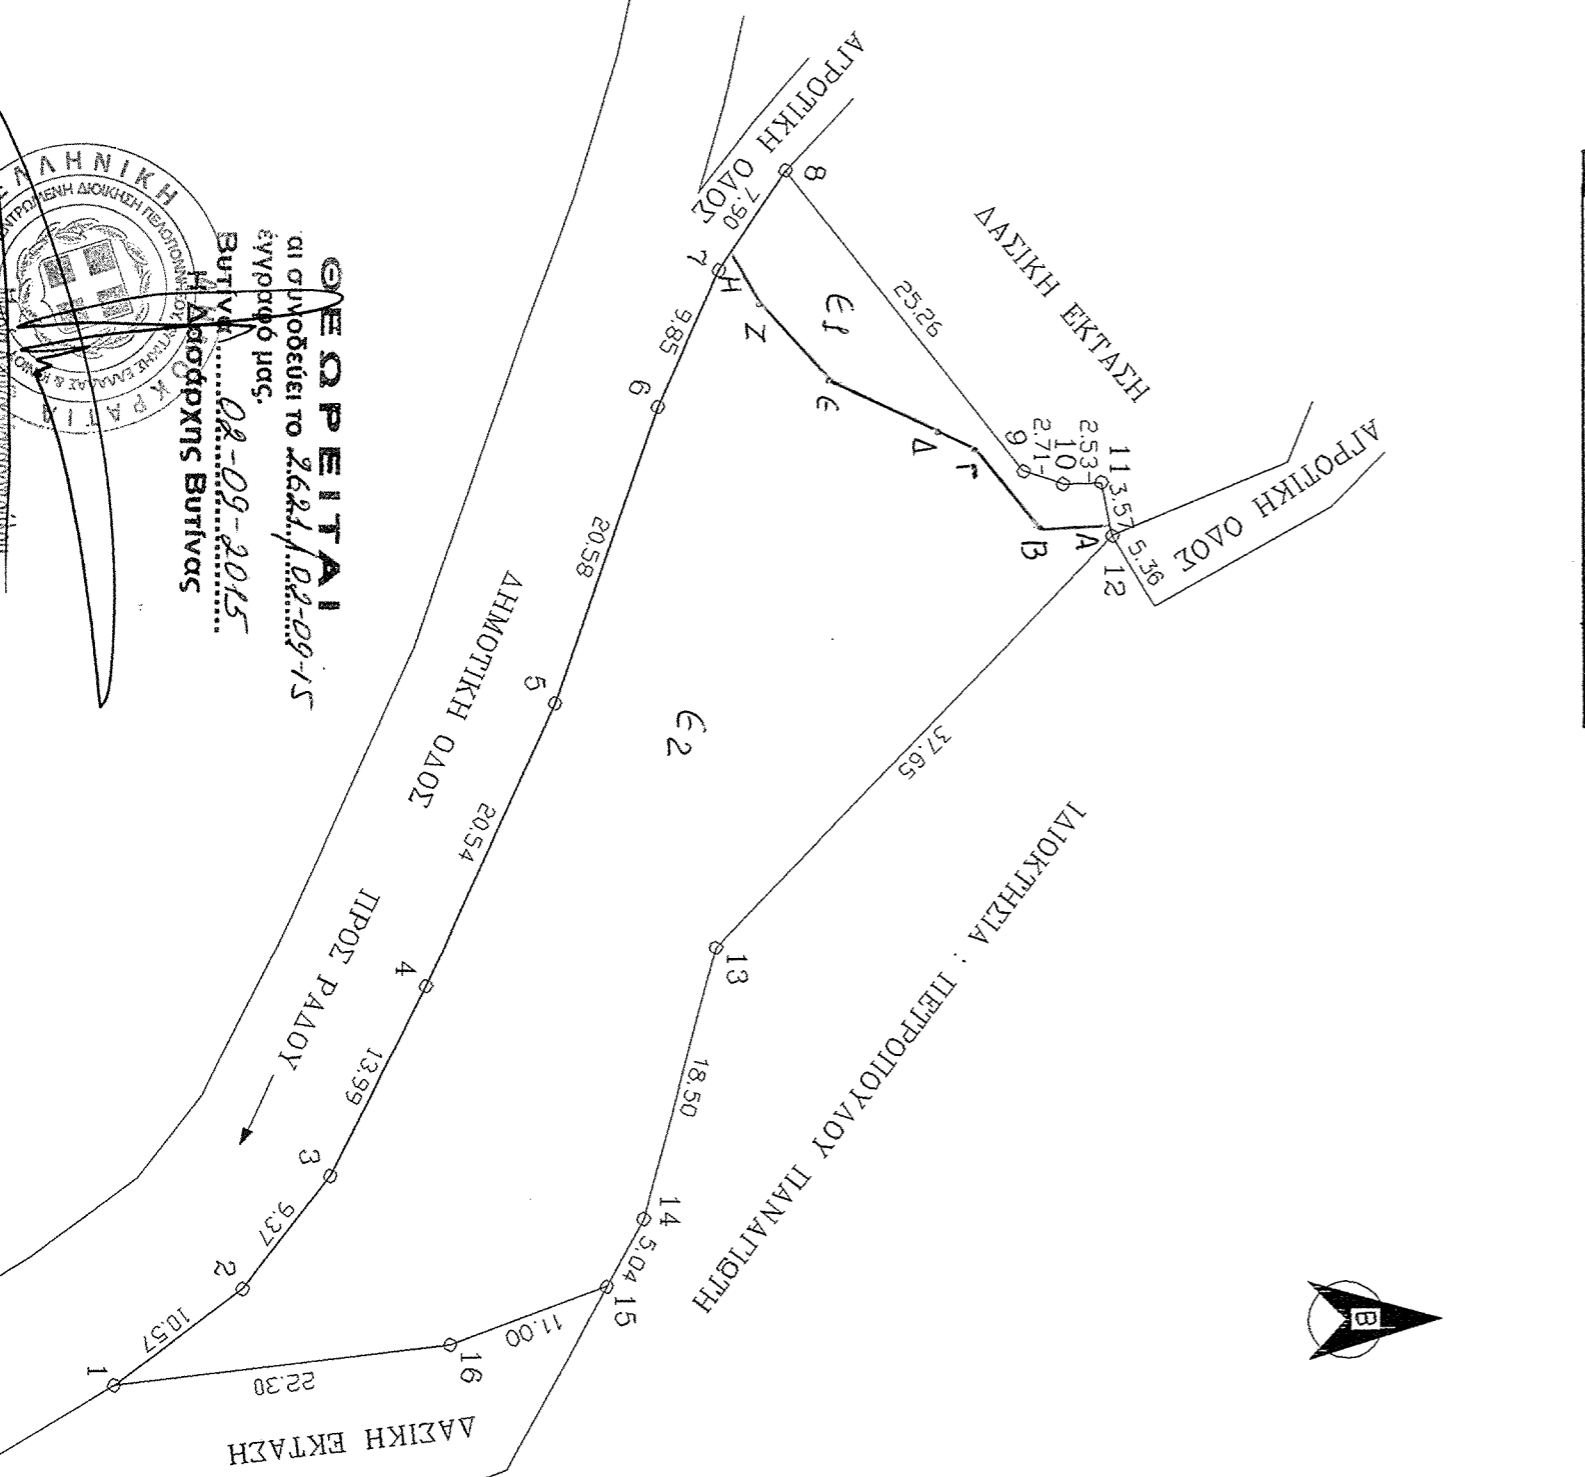 ΑΓΡΟΤΙΚΗ ΟΔΟΣ
8
7.90
7
Η
Ζ
ε1
ε
Δ
Γ
Β
Α
25.26
ΔΑΣΙΚΗ ΕΚΤΑΣΗ
9
2.71
10
2.53
11
3.57
12
5.36
ΑΓΡΟΤΙΚΗ ΟΔΟΣ
9.85
6
20.58
5
ε2
37.65
ΔΗΜΟΤΙΚΗ ΟΔΟΣ
20.54
4
ΠΡΟΣ ΡΑΔΟΥ
13.99
3
9.37
2
10.57
1
22.30
16
11.00
15
5.04
14
18.50
13
ΙΔΙΟΚΤΗΣΙΑ : ΠΕΤΡΟΠΟΥΛΟΥ ΠΑΝΑΓΙΩΤΗ
ΔΑΣΙΚΗ ΕΚΤΑΣΗ
Β
ΘΕΩΡΕΙΤΑΙ
αι συνοδεύει το 2621/02-09-15
έγγραφό μας.
Βυτίνα 02-09-2015
Η Δασάρχης Βυτίνας
ΕΛΛΗΝΙΚΗ